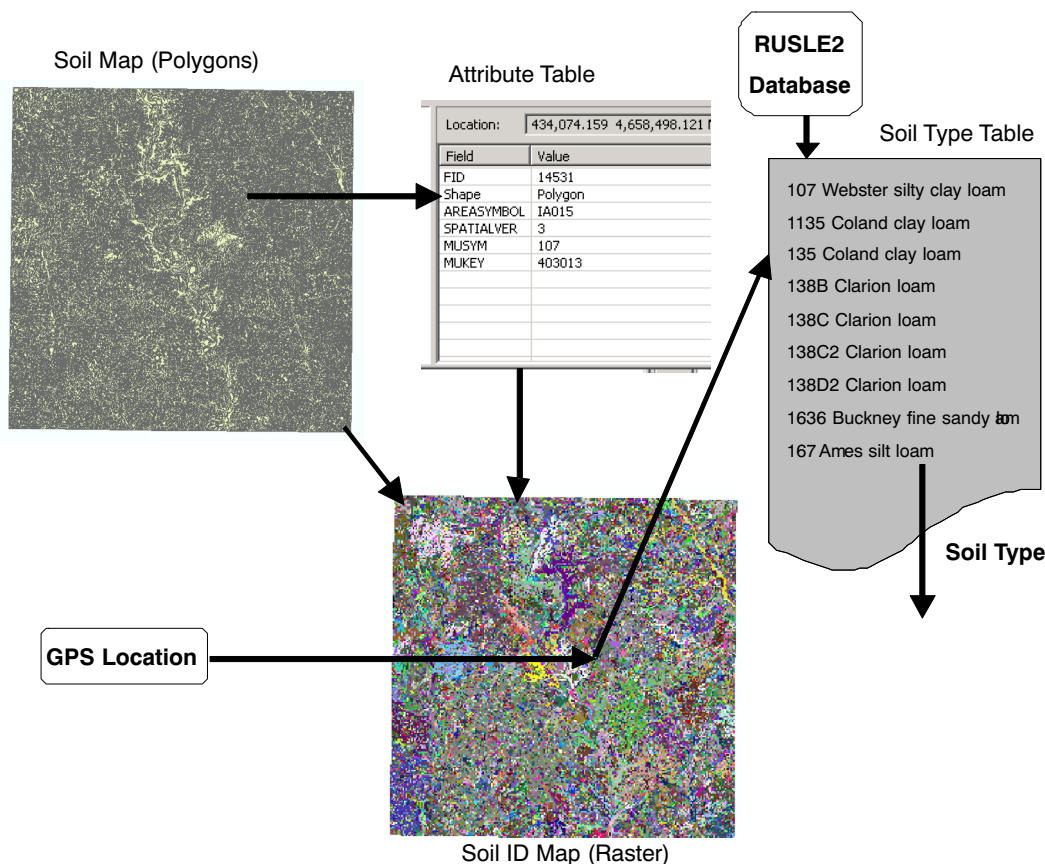 Soil Map (Polygons)
Attribute Table
RUSLE2
Database
Soil Type Table
Location: 434,074.159 4,658,498.121
Field Value
FID 14531
Shape Polygon
AREASYMBOL IA015
SPATIALVER 3
MUSYM 107
MUKEY 403013
107 Webster silty clay loam
1135 Coland clay loam
135 Coland clay loam
138B Clarion loam
138C Clarion loam
138C2 Clarion loam
138D2 Clarion loam
1636 Buckney fine sandy
167 Ames silt loam
Soil Type
GPS Location
Soil ID Map (Raster)